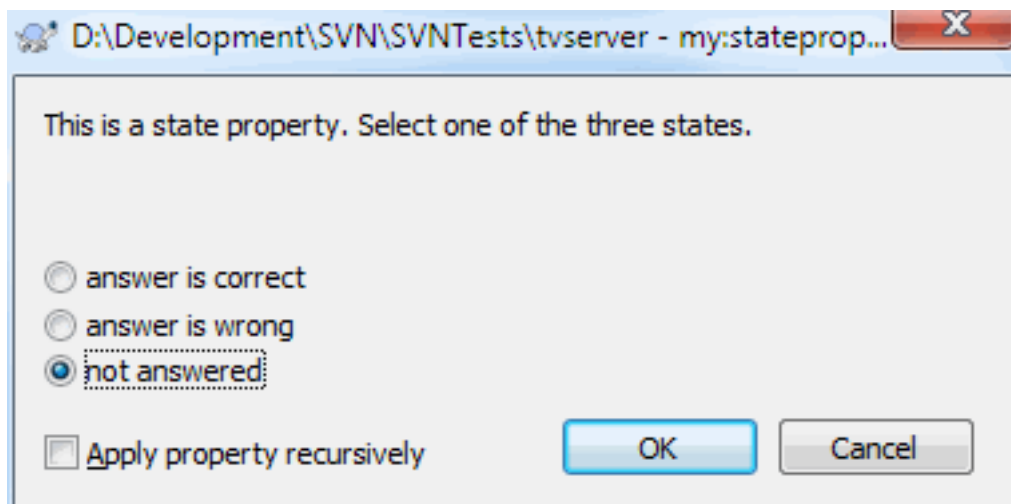 D:\Development\SVN\SVNTests\tvserver - my:stateprop...
This is a state property. Select one of the three states.
answer is correct
answer is wrong
not answered
Apply property recursively OK Cancel